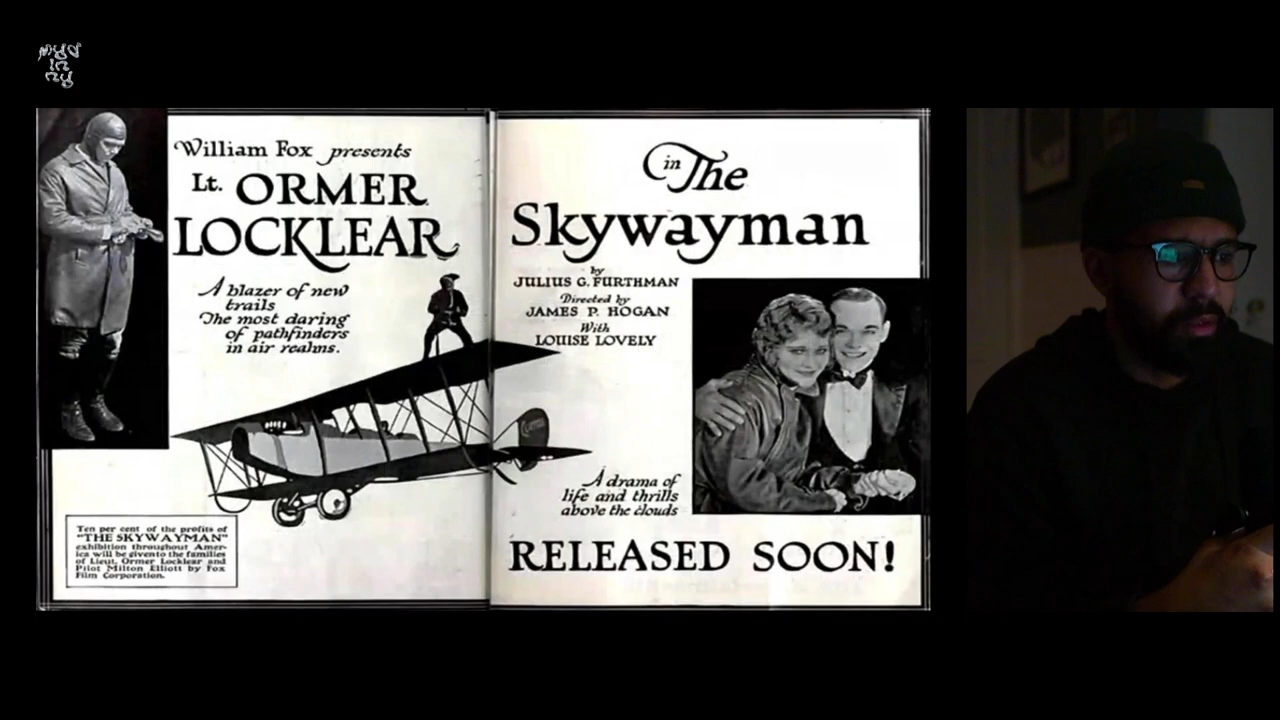 myd
in
ny
William Fox presents
Lt. ORMER
LOCKLEAR
A blazer of new
trails
The most daring
of pathfinders
in air realms.
Ten per cent of the profits of
"THE SKYWAYMAN"
exhibition throughout Amer-
ica will be given to the families
of Lieut. Ormer Locklear and
Pilot Milton Elliott by Fox
Film Corporation.
in The
Skywayman
by
JULIUS G. FURTHMAN
Directed by
JAMES P. HOGAN
With
LOUISE LOVELY
A drama of
life and thrills
above the clouds
RELEASED SOON!